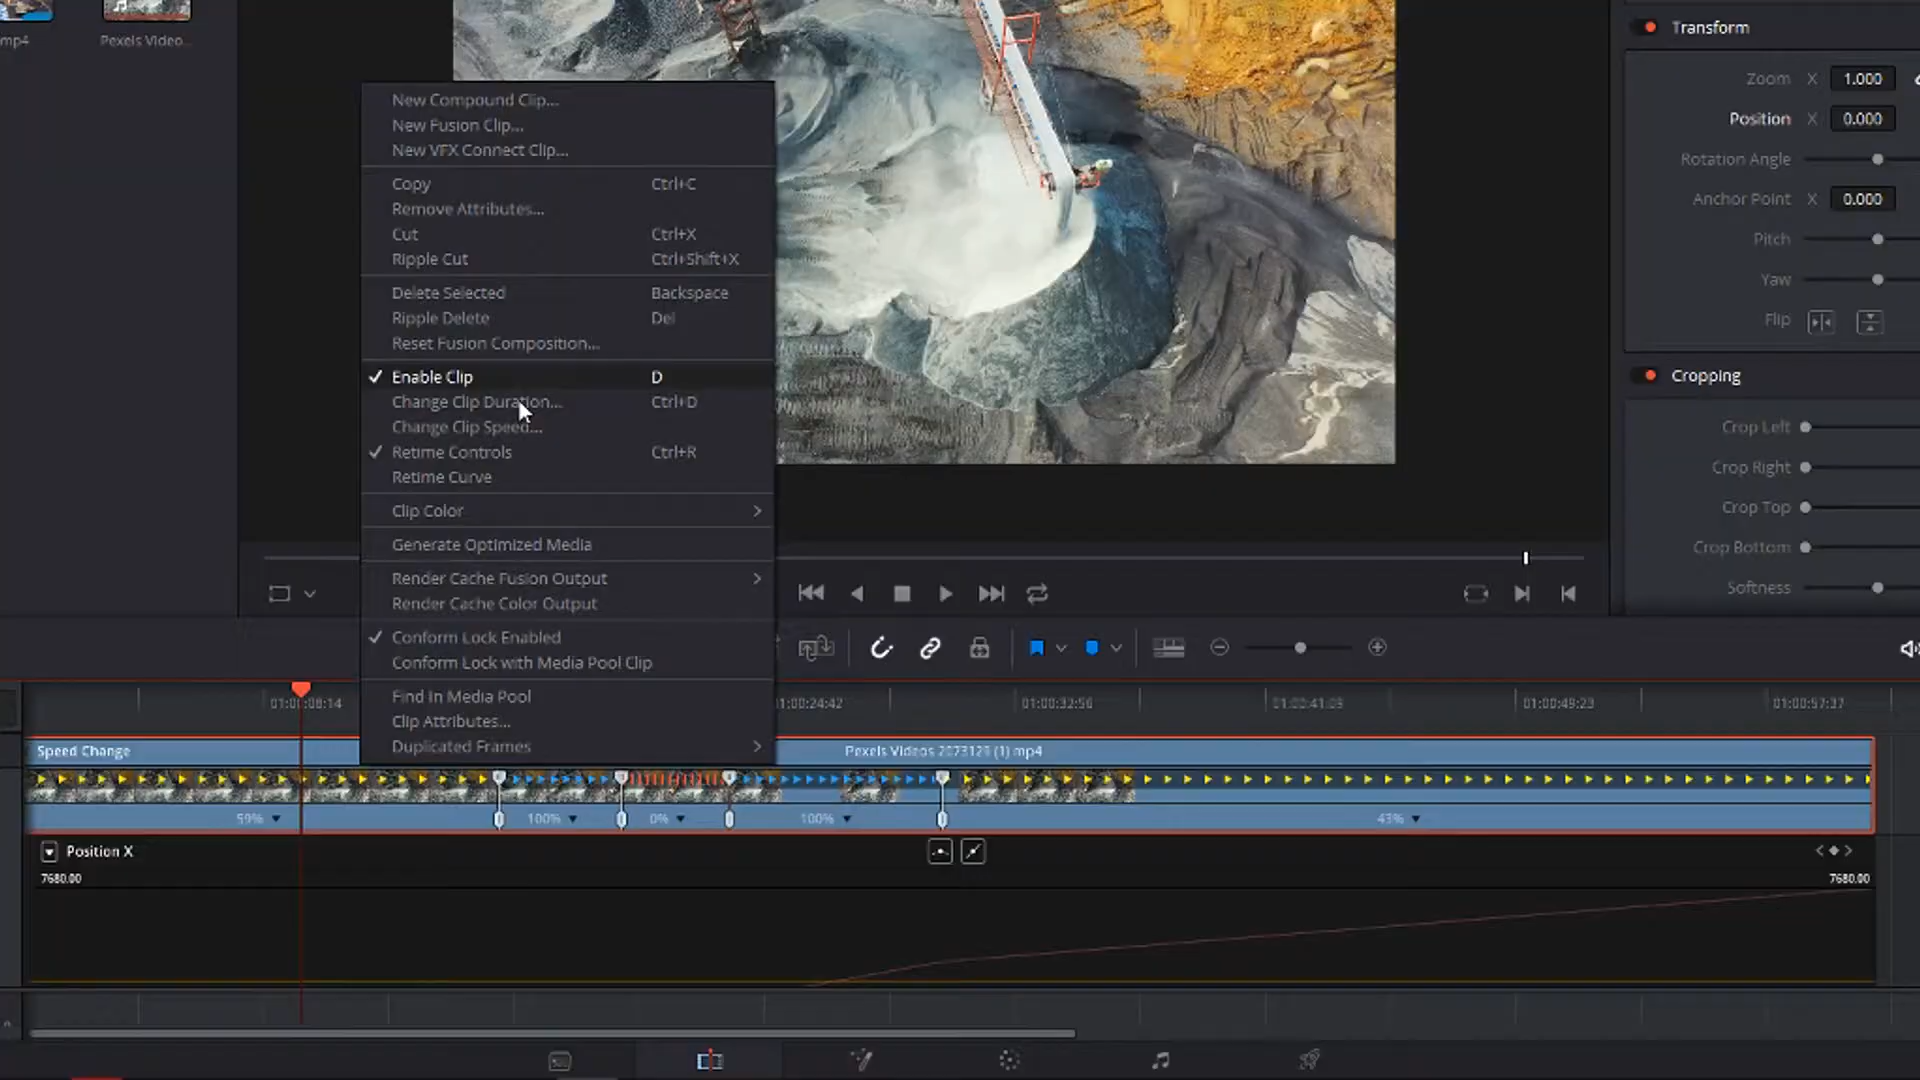 mp4
Pexels Video...
Transform
Zoom X 1.000
Position X 0.000
Rotation Angle
Anchor Point X 0.000
Pitch
Yaw
Flip
Cropping
Crop Left
Crop Right
Crop Top
Crop Bottom
Softness
New Compound Clip...
New Fusion Clip...
New VFX Connect Clip...
Copy Ctrl+C
Remove Attributes...
Cut Ctrl+X
Ripple Cut Ctrl+Shift+X
Delete Selected Backspace
Ripple Delete Del
Reset Fusion Composition...
Enable Clip D
Change Clip Duration... Ctrl+D
Change Clip Speed...
Retime Controls Ctrl+R
Retime Curve
Clip Color
Generate Optimized Media
Render Cache Fusion Output
Render Cache Color Output
Conform Lock Enabled
Conform Lock with Media Pool Clip
Find In Media Pool
Clip Attributes...
Duplicated Frames
:08:14 :00:24:42 01:00:32:56 01:00:49:23 01:00:57:37
Speed Change
59% 100% 0% 100% 43%
Position X
7680.00 7680.00